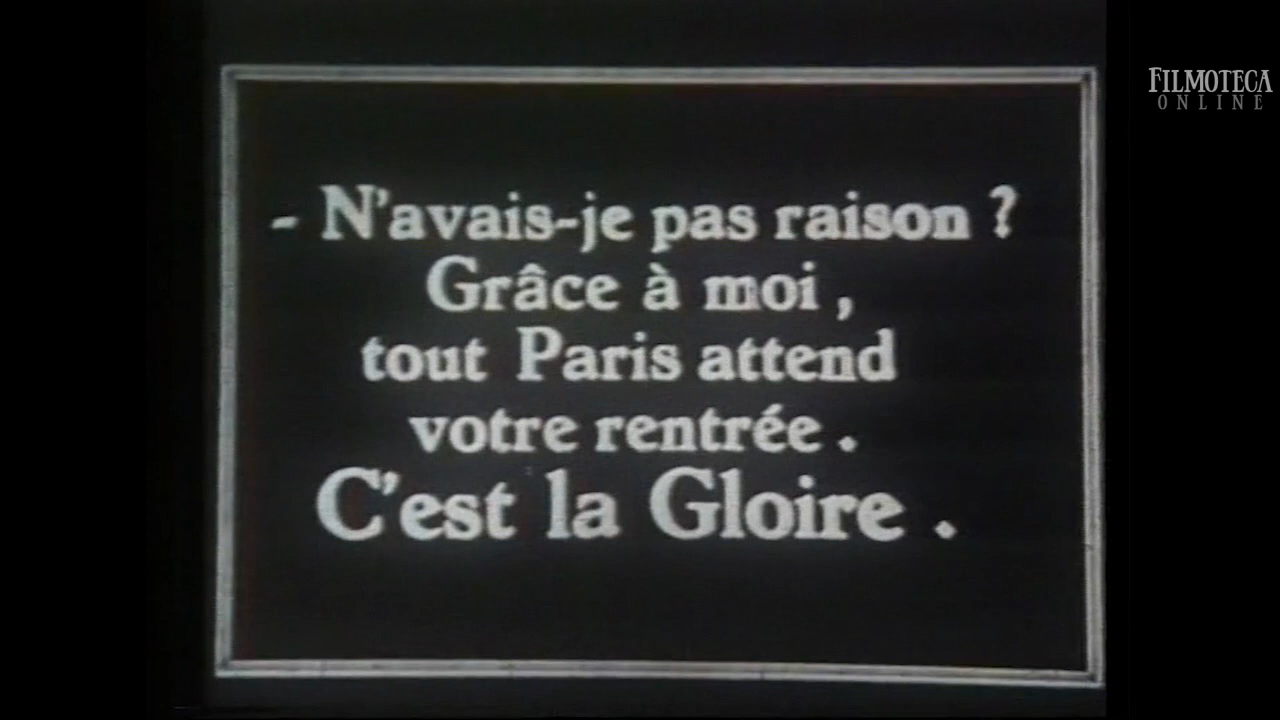 - N'avais-je pas raison ?
Grâce à moi ,
tout Paris attend
votre rentrée .
C'est la Gloire .
FILMOTECA
ONLINE